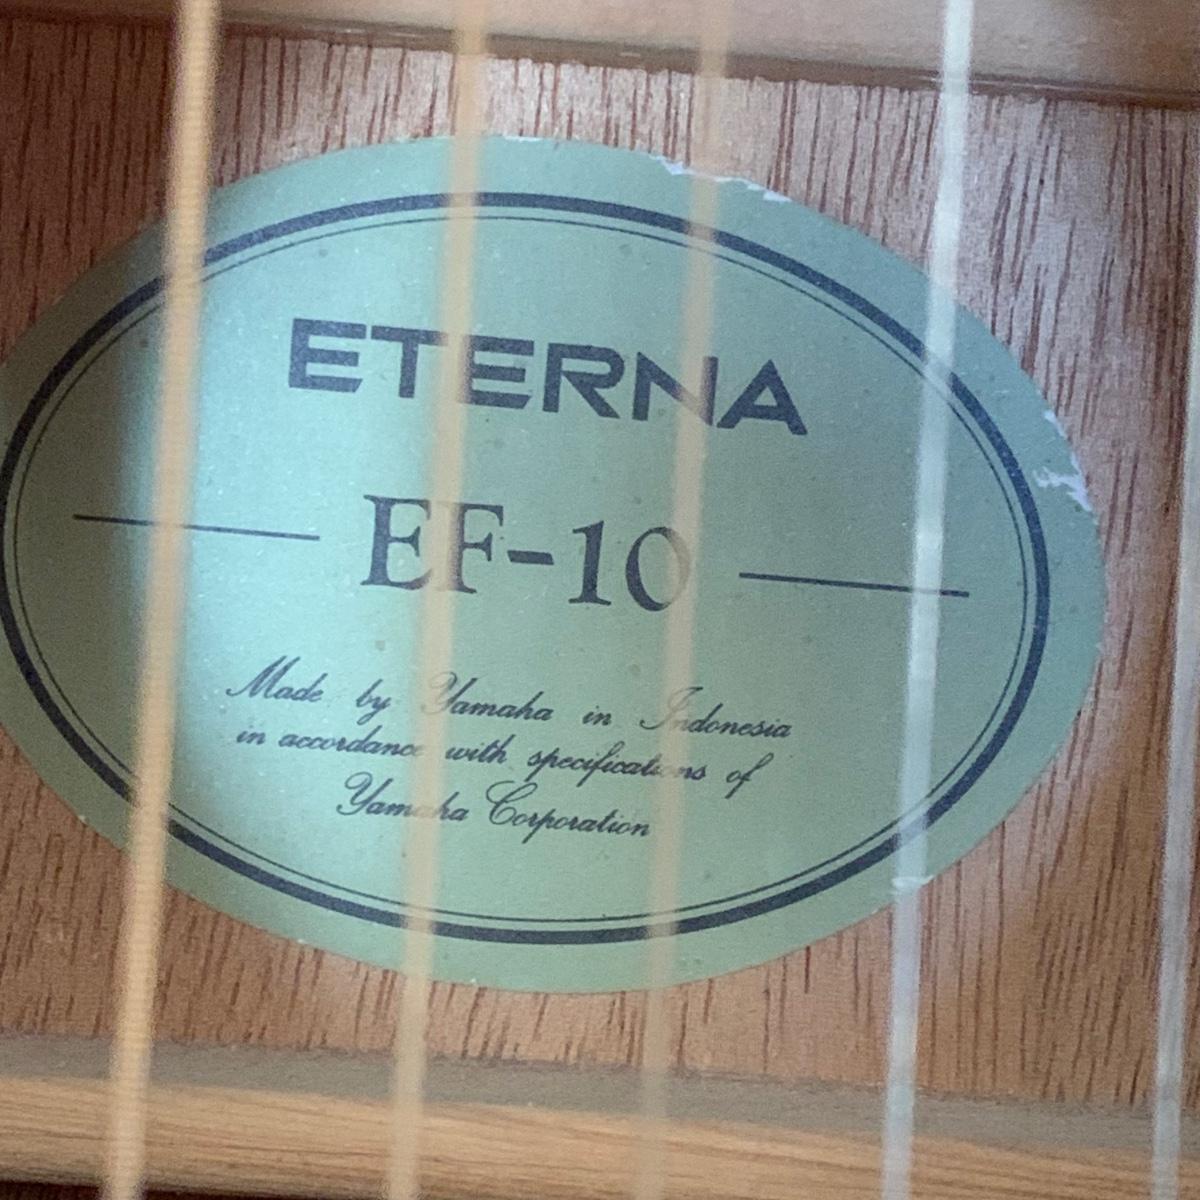 ETERNA
EF-10
Made by Yamaha in Indonesia
in accordance with specifications of
Yamaha Corporation